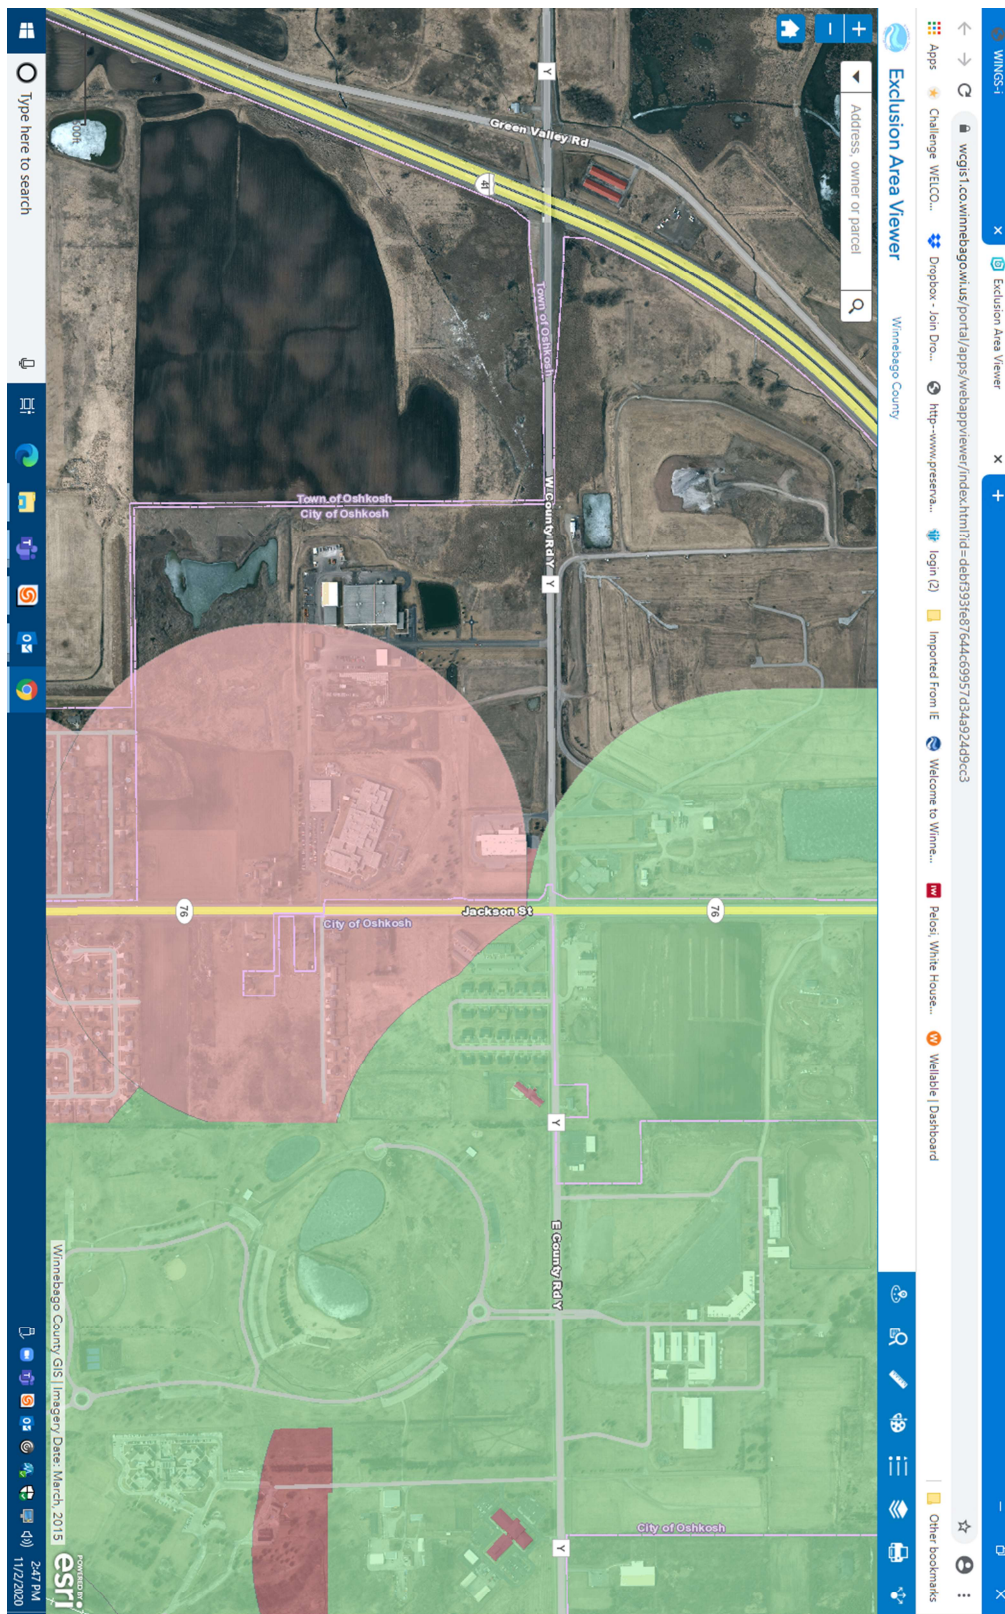 WINGS-i
Exclusion Area Viewer
wcgis1.co.winnebago.wi.us/portal/apps/webappviewer/index.html?id=debf393fe87644c69957d34a924d9cc3
Apps
Challenge WELCO...
Dropbox - Join Dro...
http--www.preserva...
login (2)
Imported From IE
Welcome to Winne...
Pelosi, White House...
Wellable | Dashboard
Other bookmarks
Exclusion Area Viewer
Winnebago County
+
−
Address, owner or parcel
Green Valley Rd
Y
41
Town of Oshkosh
W County Rd Y
Y
Town of Oshkosh
City of Oshkosh
76
Jackson St
76
City of Oshkosh
Y
E County Rd Y
City of Oshkosh
Y
Winnebago County GIS | Imagery Date: March, 2015
POWERED BY
esri
Type here to search
2:47 PM
11/2/2020